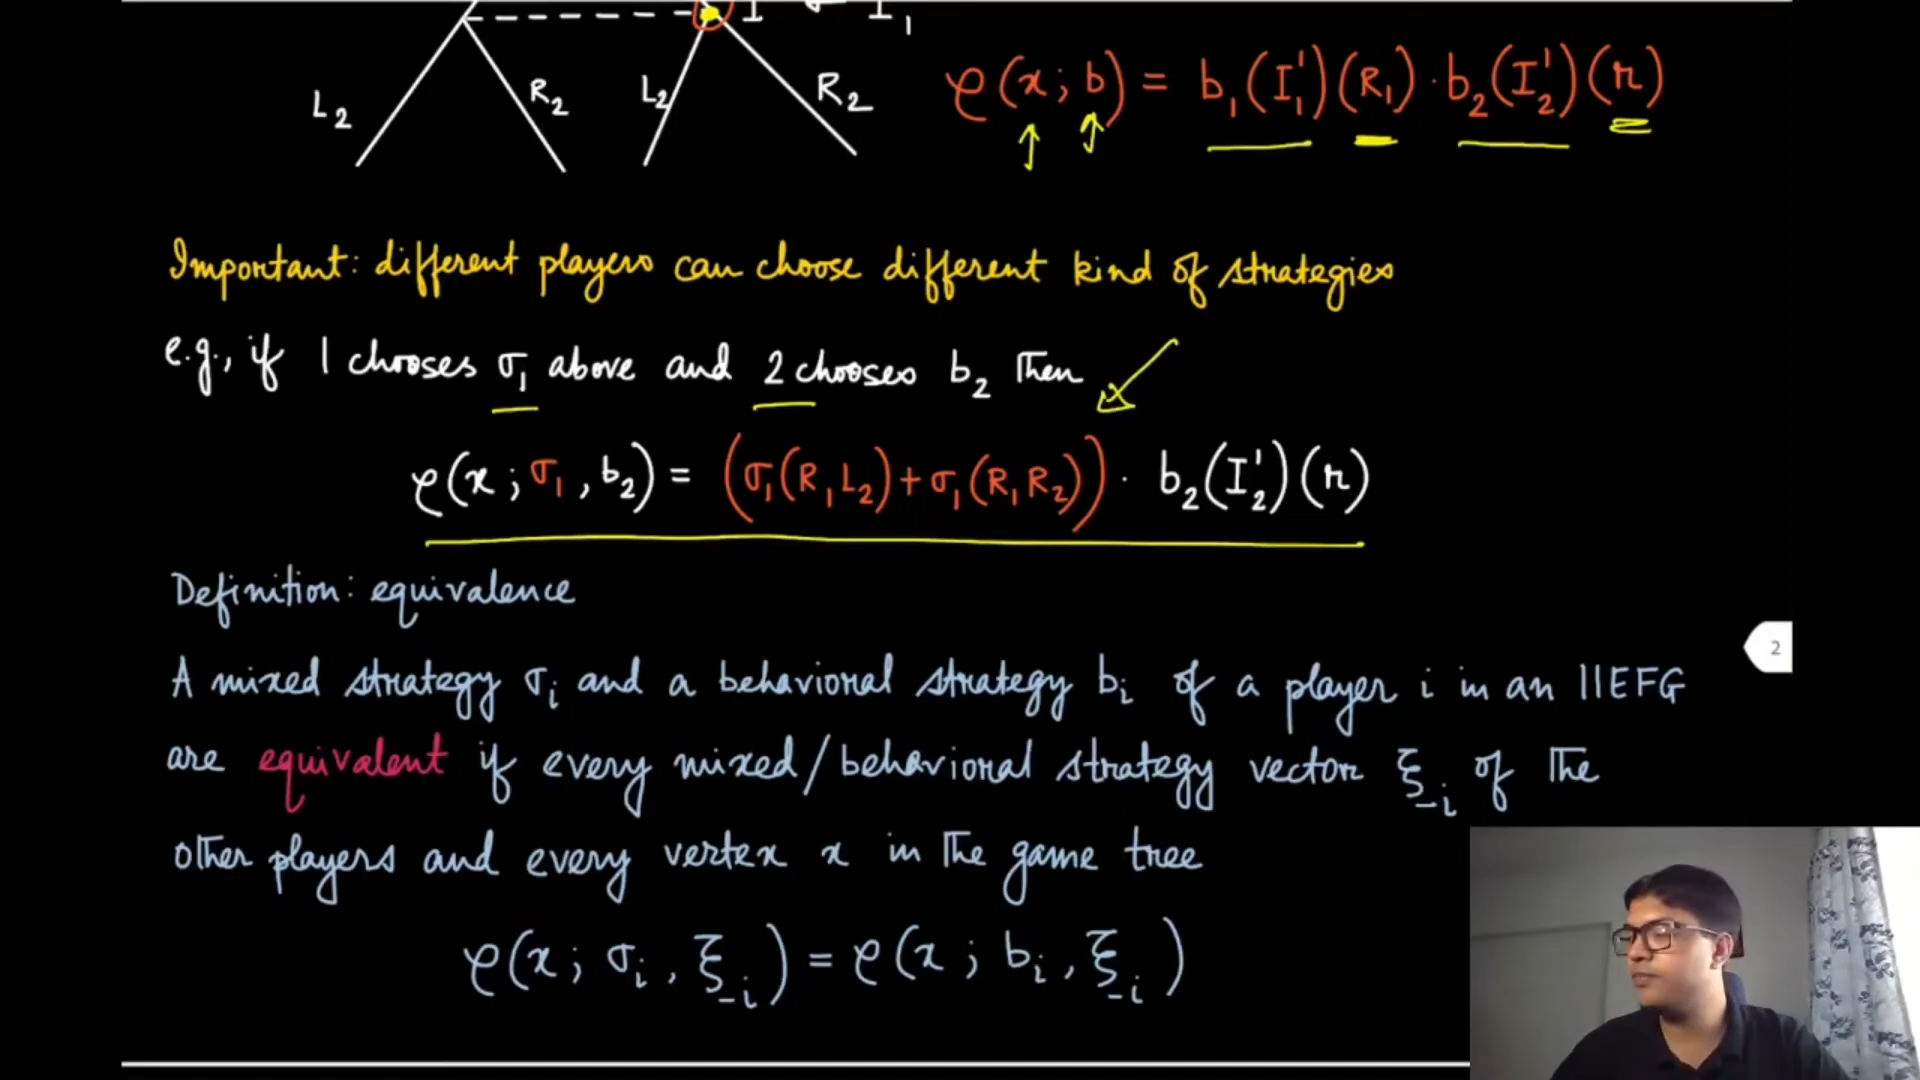 I ← I₁
L₂ R₂ L₂ R₂
ρ(x; b) = b₁(I₁¹)(R₁) · b₂(I₂¹)(r)
Important: different players can choose different kind of strategies
e.g., if 1 chooses σ₁ above and 2 chooses b₂ then
ρ(x; σ₁, b₂) = (σ₁(R₁L₂) + σ₁(R₁R₂)) · b₂(I₂¹)(r)
Definition: equivalence
A mixed strategy σᵢ and a behavioral strategy bᵢ of a player i in an IIEFG
are equivalent if every mixed/behavioral strategy vector ξ₋ᵢ of the
other players and every vertex x in the game tree
ρ(x; σᵢ, ξ₋ᵢ) = ρ(x; bᵢ, ξ₋ᵢ)
2